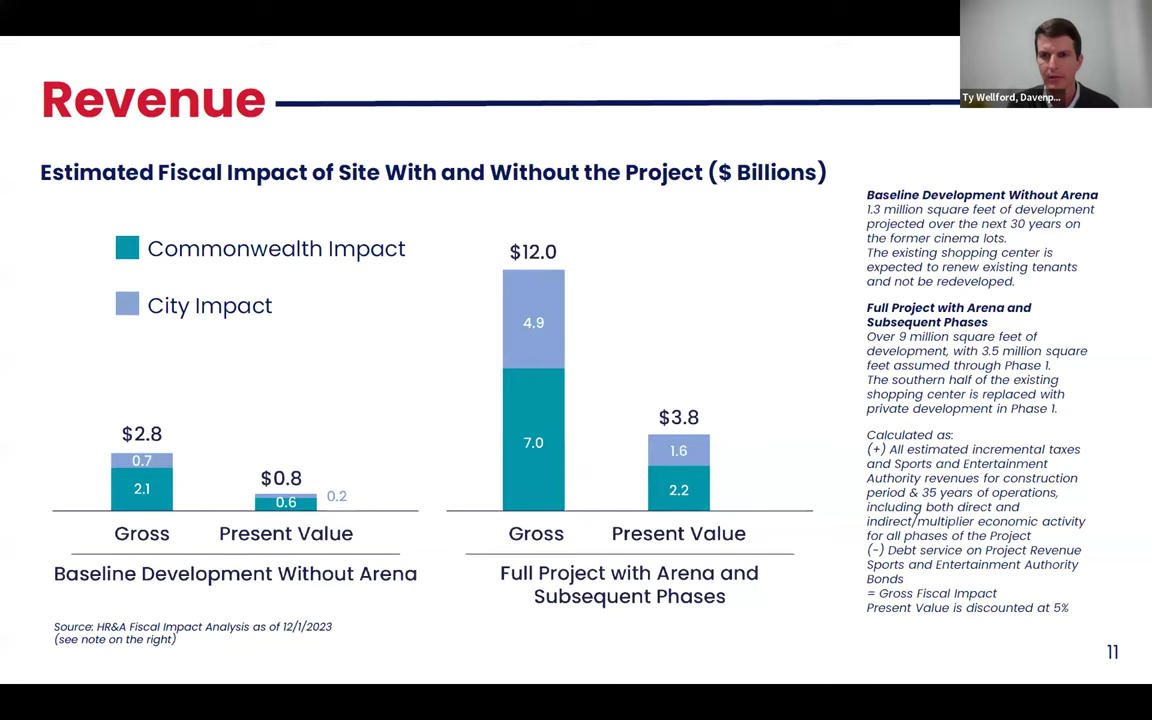 Revenue
Ty Wellford, Davenp...
Estimated Fiscal Impact of Site With and Without the Project ($ Billions)
Commonwealth Impact
City Impact
$2.8
0.7
2.1
$0.8
0.2
0.6
Gross
Present Value
Baseline Development Without Arena
$12.0
4.9
7.0
$3.8
1.6
2.2
Gross
Present Value
Full Project with Arena and
Subsequent Phases
Source: HR&A Fiscal Impact Analysis as of 12/1/2023
(see note on the right)
Baseline Development Without Arena
1.3 million square feet of development
projected over the next 30 years on
the former cinema lots.
The existing shopping center is
expected to renew existing tenants
and not be redeveloped.
Full Project with Arena and
Subsequent Phases
Over 9 million square feet of
development, with 3.5 million square
feet assumed through Phase 1.
The southern half of the existing
shopping center is replaced with
private development in Phase 1.
Calculated as:
(+) All estimated incremental taxes
and Sports and Entertainment
Authority revenues for construction
period & 35 years of operations,
including both direct and
indirect/multiplier economic activity
for all phases of the Project
(-) Debt service on Project Revenue
Sports and Entertainment Authority
Bonds
= Gross Fiscal Impact
Present Value is discounted at 5%
11